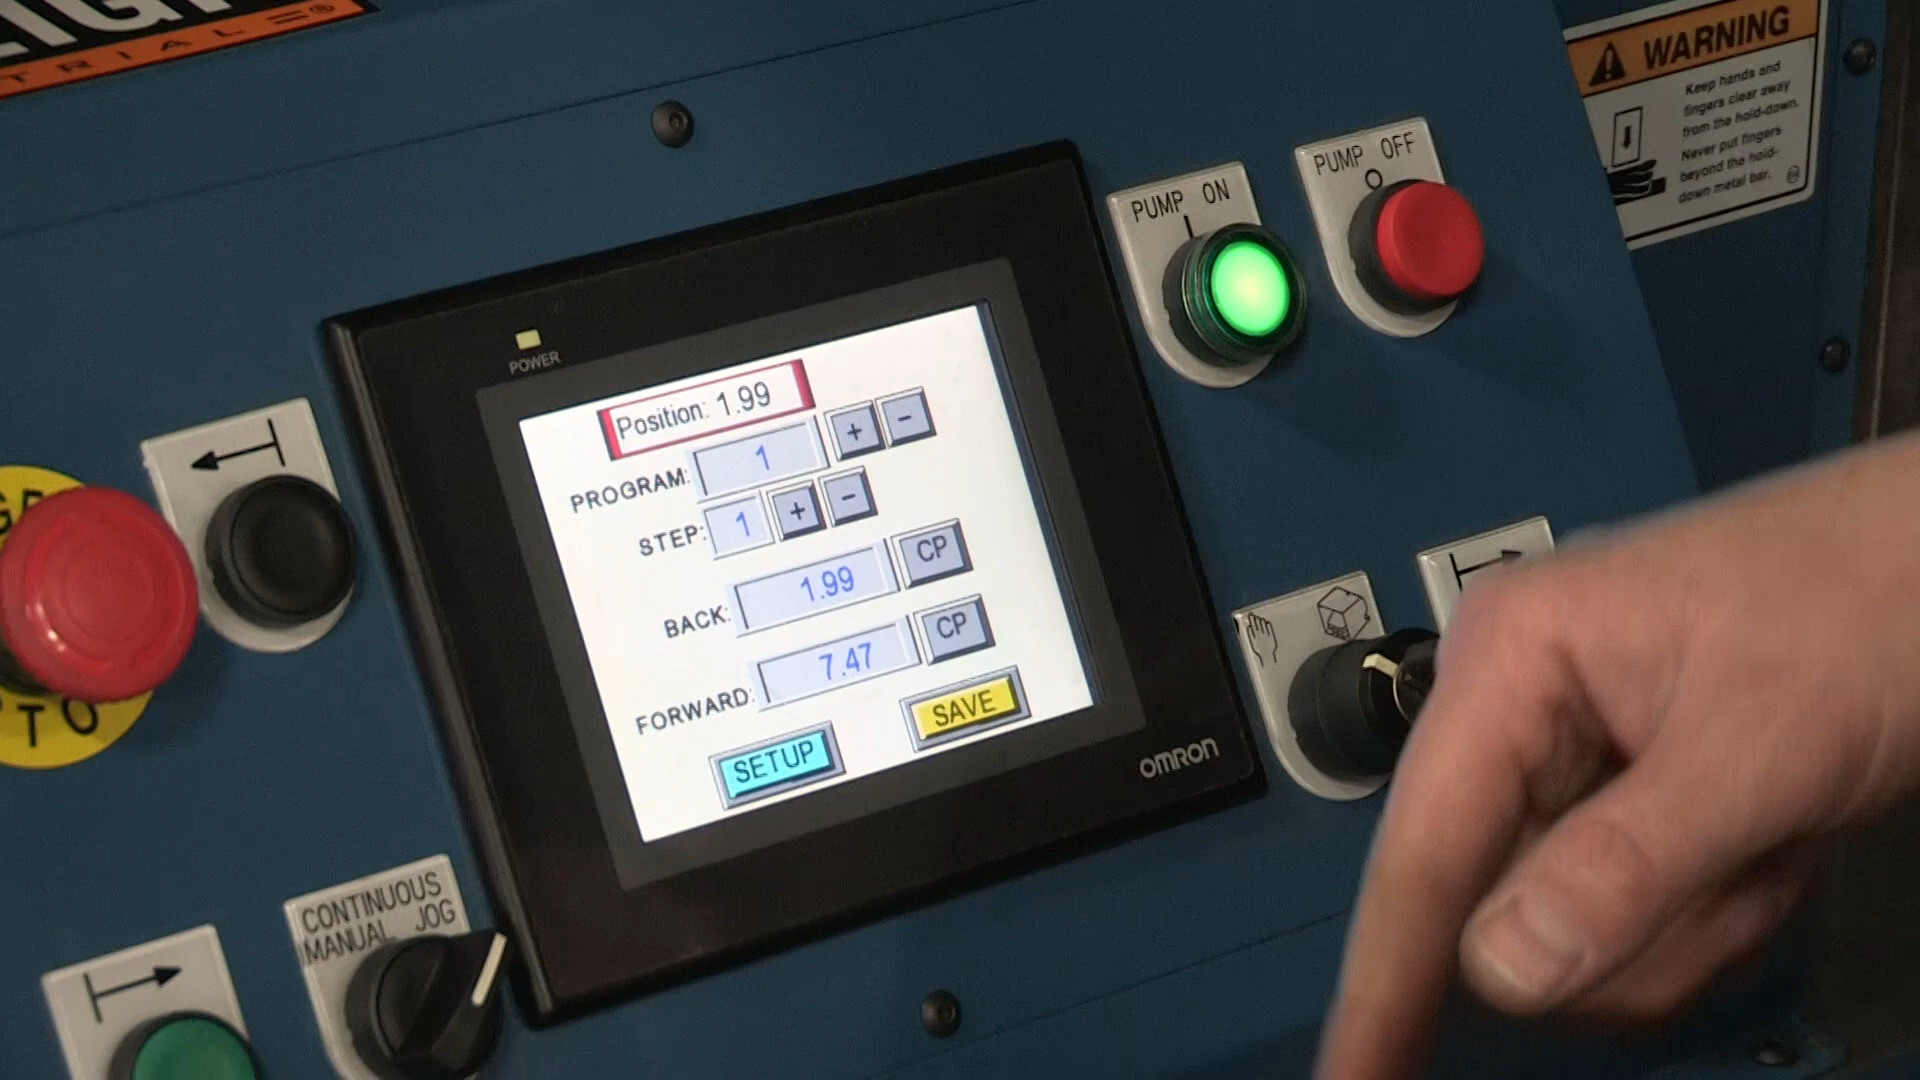 TRIAL®
WARNING
Keep hands and
fingers clear away
from the hold-down.
Never put fingers
beyond the hold-
down metal bar.
PUMP OFF
O
PUMP ON
I
POWER
Position: 1.99
PROGRAM: 1 + -
STEP: 1 + -
BACK: 1.99 CP
FORWARD: 7.47 CP
SETUP SAVE
OMRON
CONTINUOUS
MANUAL JOG
TO